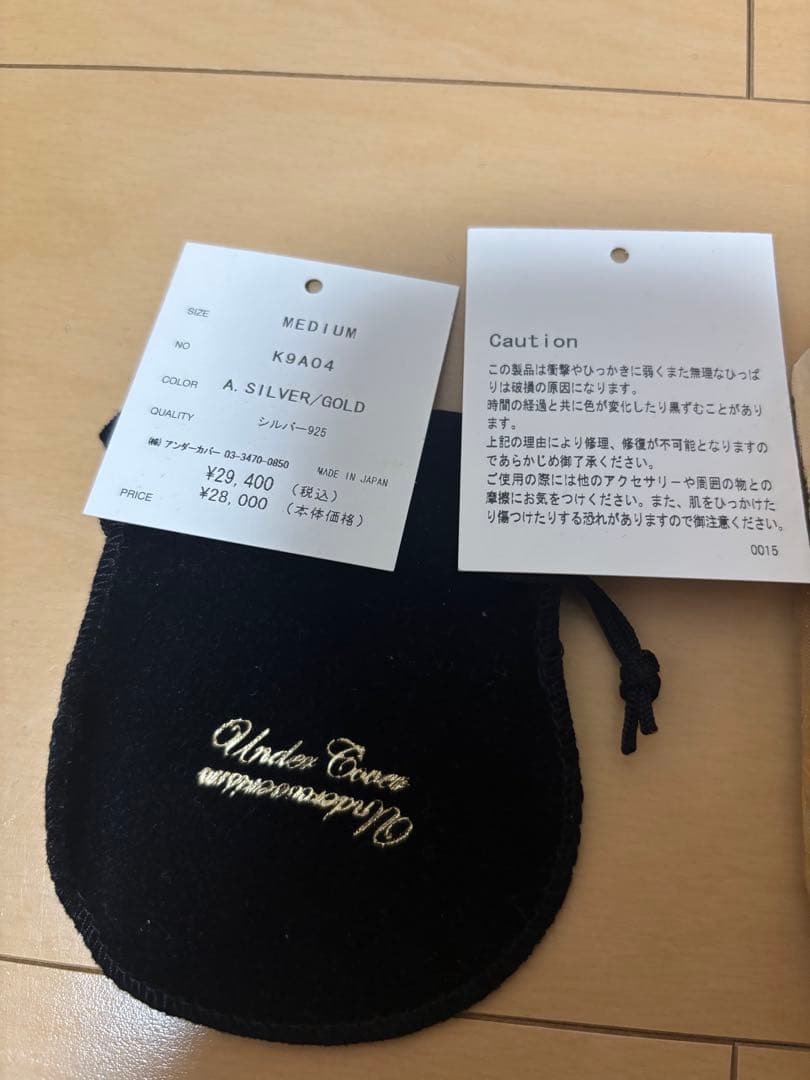 SIZE MEDIUM
NO K9A04
COLOR A. SILVER/GOLD
QUALITY シルバー925
㈱アンダーカバー 03-3470-0850 MADE IN JAPAN
¥29,400 (税込)
PRICE ¥28,000 (本体価格)
Caution
この製品は衝撃やひっかきに弱くまた無理なひっぱ
りは破損の原因になります。
時間の経過と共に色が変化したり黒ずむことがあり
ます。
上記の理由により修理、修復が不可能となりますの
であらかじめ御了承ください。
ご使用の際には他のアクセサリーや周囲の物との
摩擦にお気をつけください。また、肌をひっかけた
り傷つけたりする恐れがありますので御注意ください。
0015
Under Cover
Undercoverism